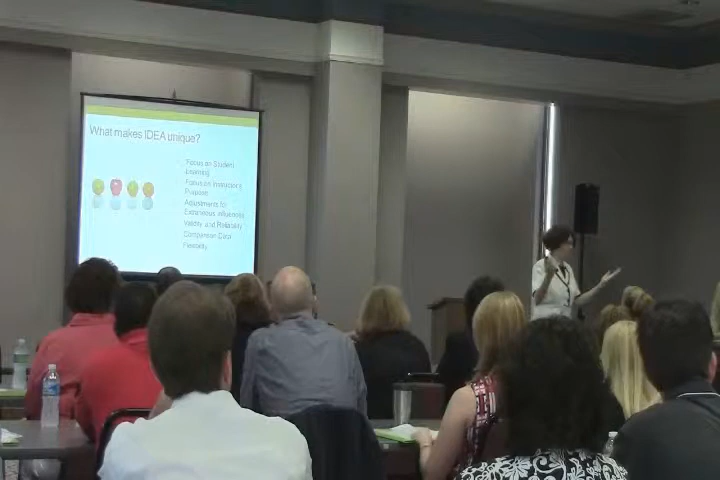 What makes IDEA unique?
Focus on Student
Learning
Focus on Instructor's
Purpose
Adjustments for
Extraneous Influences
Validity and Reliability
Comparison Data
Flexibility